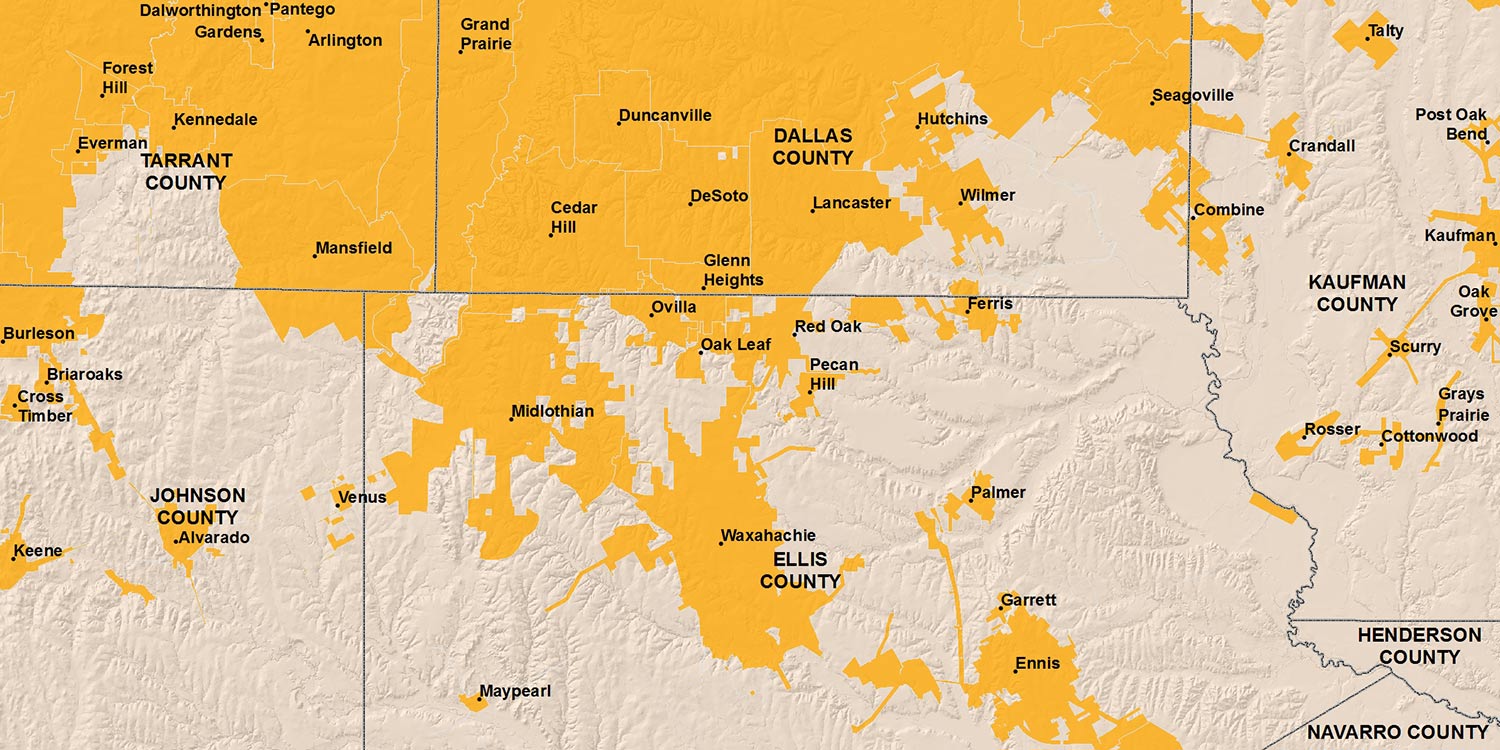 Dalworthington
Gardens
Pantego
Arlington
Grand
Prairie
Talty
Forest
Hill
Kennedale
Everman
TARRANT
COUNTY
Duncanville
DALLAS
COUNTY
Hutchins
Seagoville
Post Oak
Bend
Crandall
Cedar
Hill
DeSoto
Lancaster
Wilmer
Combine
Kaufman
Mansfield
Glenn
Heights
KAUFMAN
COUNTY
Oak
Grove
Burleson
Ovilla
Oak Leaf
Red Oak
Ferris
Scurry
Briaroaks
Cross
Timber
Pecan
Hill
Grays
Prairie
Midlothian
Rosser
Cottonwood
JOHNSON
COUNTY
Venus
Palmer
Alvarado
Keene
Waxahachie
ELLIS
COUNTY
Garrett
HENDERSON
COUNTY
Ennis
Maypearl
NAVARRO COUNTY